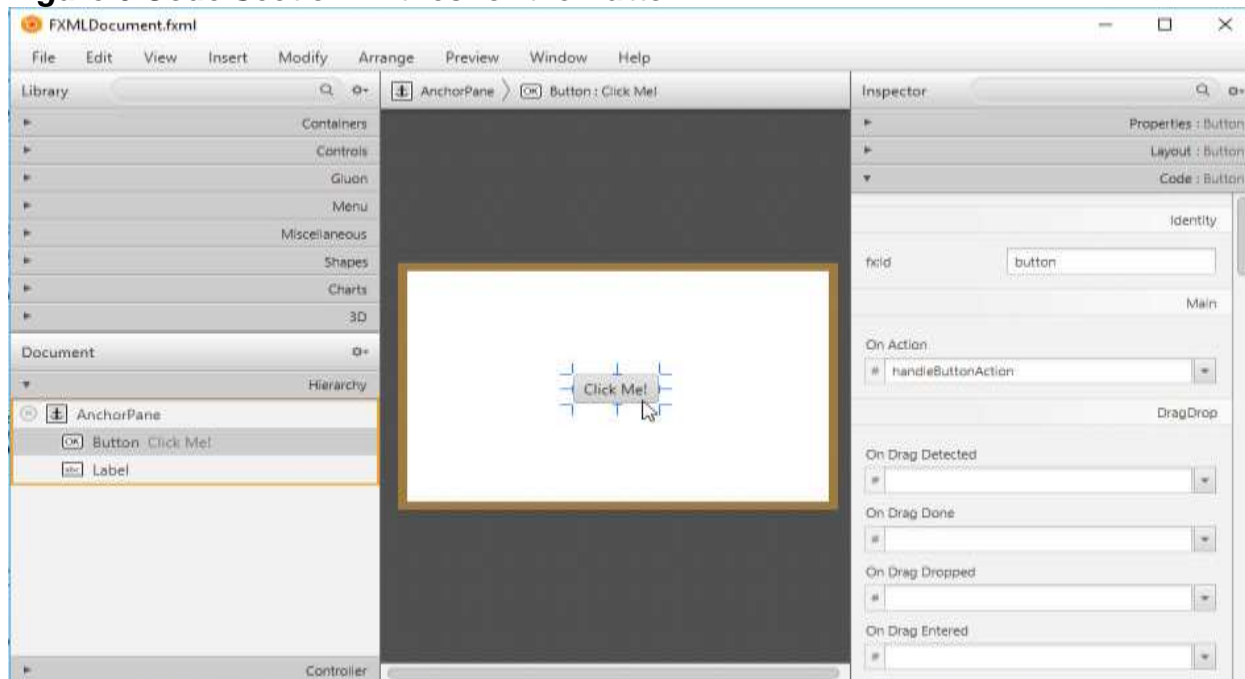 FXMLDocument.fxml
File Edit View Insert Modify Arrange Preview Window Help
Library
Containers
Controls
Gluon
Menu
Miscellaneous
Shapes
Charts
3D
Document
Hierarchy
AnchorPane
Button Click Me!
Label
Controller
AnchorPane Button : Click Me!
Click Me!
Inspector
Properties : Button
Layout : Button
Code : Button
Identity
fx:id button
Main
On Action
# handleButtonAction
DragDrop
On Drag Detected
#
On Drag Done
#
On Drag Dropped
#
On Drag Entered
#